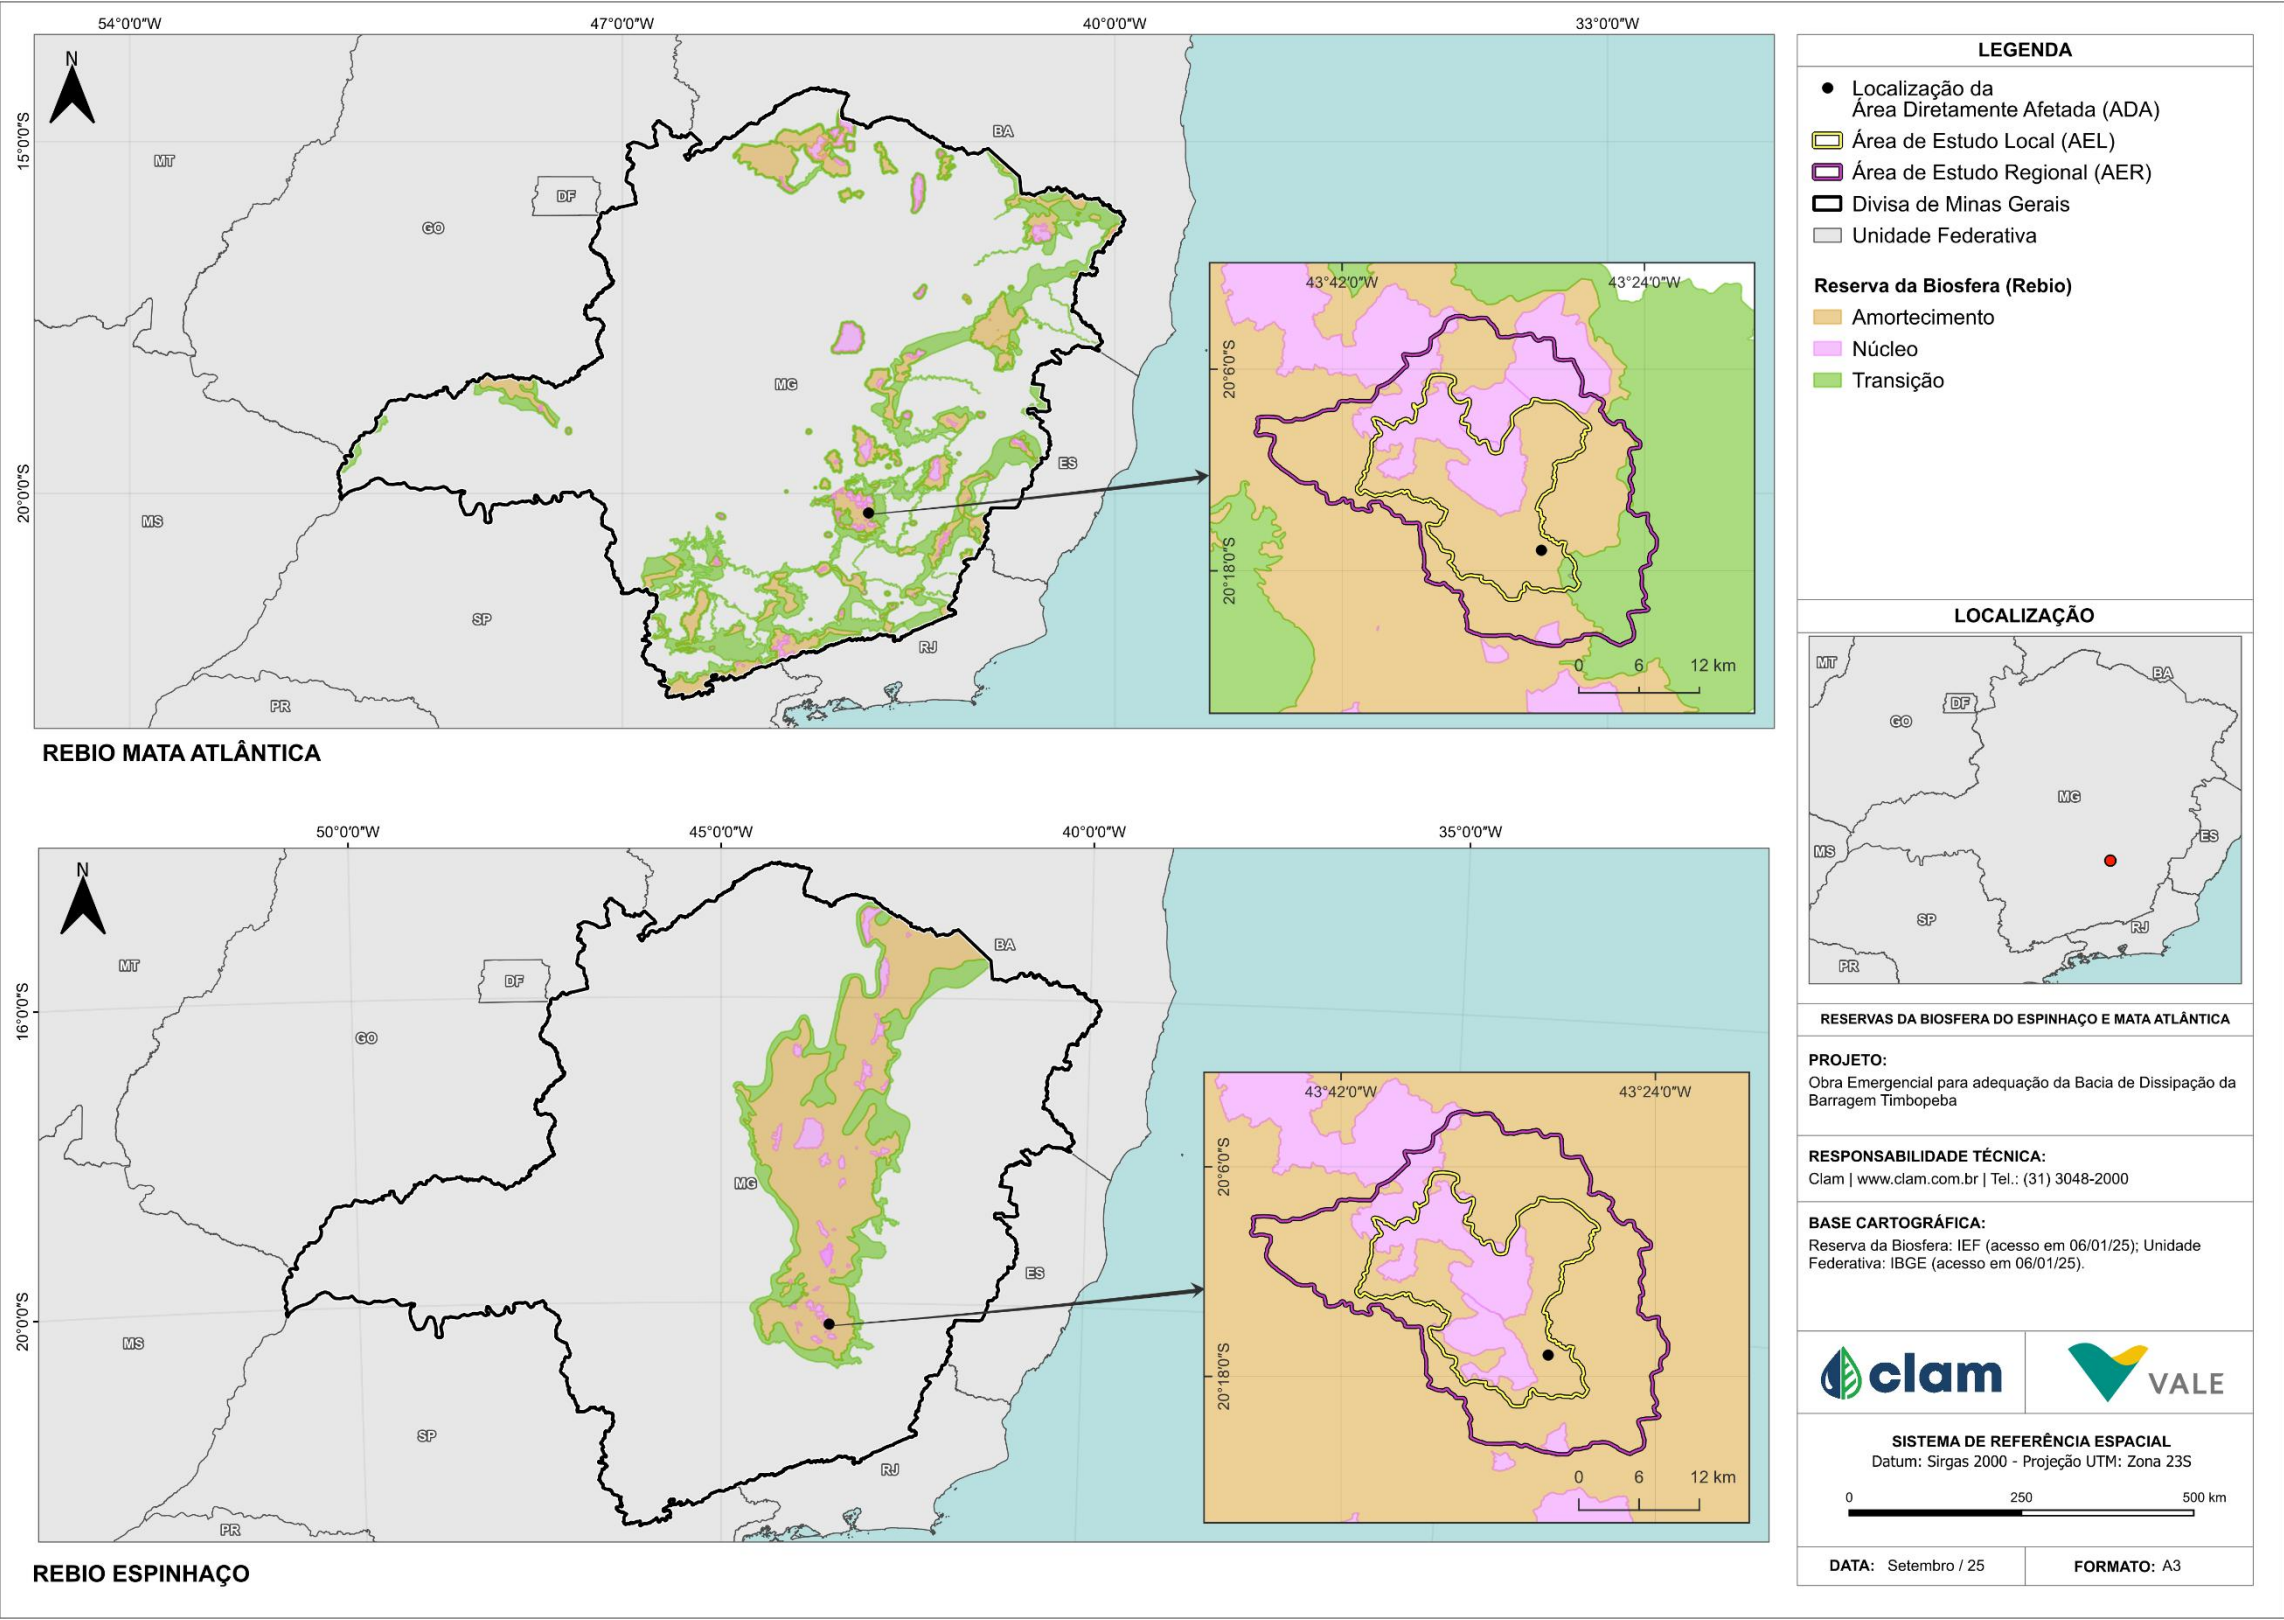 54°0′0″W 47°0′0″W 40°0′0″W 33°0′0″W
15°0′0″S
20°0′0″S
N
MT
GO
DF
BA
MG
ES
MS
SP
RJ
PR
43°42′0″W 43°24′0″W
20°6′0″S
20°18′0″S
0 6 12 km
REBIO MATA ATLÂNTICA
50°0′0″W 45°0′0″W 40°0′0″W 35°0′0″W
16°0′0″S
20°0′0″S
N
MT
GO
DF
BA
MG
ES
MS
SP
RJ
PR
43°42′0″W 43°24′0″W
20°6′0″S
20°18′0″S
0 6 12 km
REBIO ESPINHAÇO
LEGENDA
Localização da
Área Diretamente Afetada (ADA)
Área de Estudo Local (AEL)
Área de Estudo Regional (AER)
Divisa de Minas Gerais
Unidade Federativa
Reserva da Biosfera (Rebio)
Amortecimento
Núcleo
Transição
LOCALIZAÇÃO
MT
BA
DF
GO
MG
ES
MS
SP
RJ
PR
RESERVAS DA BIOSFERA DO ESPINHAÇO E MATA ATLÂNTICA
PROJETO:
Obra Emergencial para adequação da Bacia de Dissipação da
Barragem Timbopeba
RESPONSABILIDADE TÉCNICA:
Clam | www.clam.com.br | Tel.: (31) 3048-2000
BASE CARTOGRÁFICA:
Reserva da Biosfera: IEF (acesso em 06/01/25); Unidade
Federativa: IBGE (acesso em 06/01/25).
clam
VALE
SISTEMA DE REFERÊNCIA ESPACIAL
Datum: Sirgas 2000 - Projeção UTM: Zona 23S
0 250 500 km
DATA: Setembro / 25
FORMATO: A3